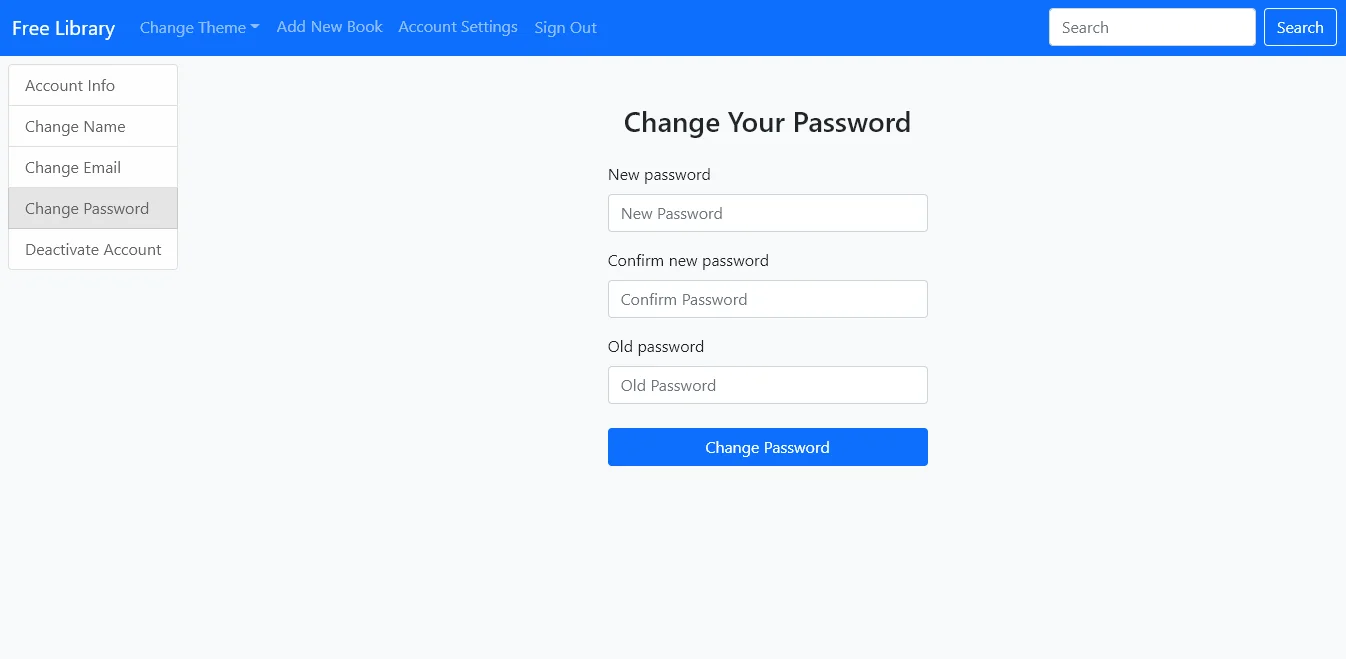 Free Library Change Theme Add New Book Account Settings Sign Out Search Search
Account Info
Change Name
Change Email
Change Password
Deactivate Account
Change Your Password
New password
New Password
Confirm new password
Confirm Password
Old password
Old Password
Change Password